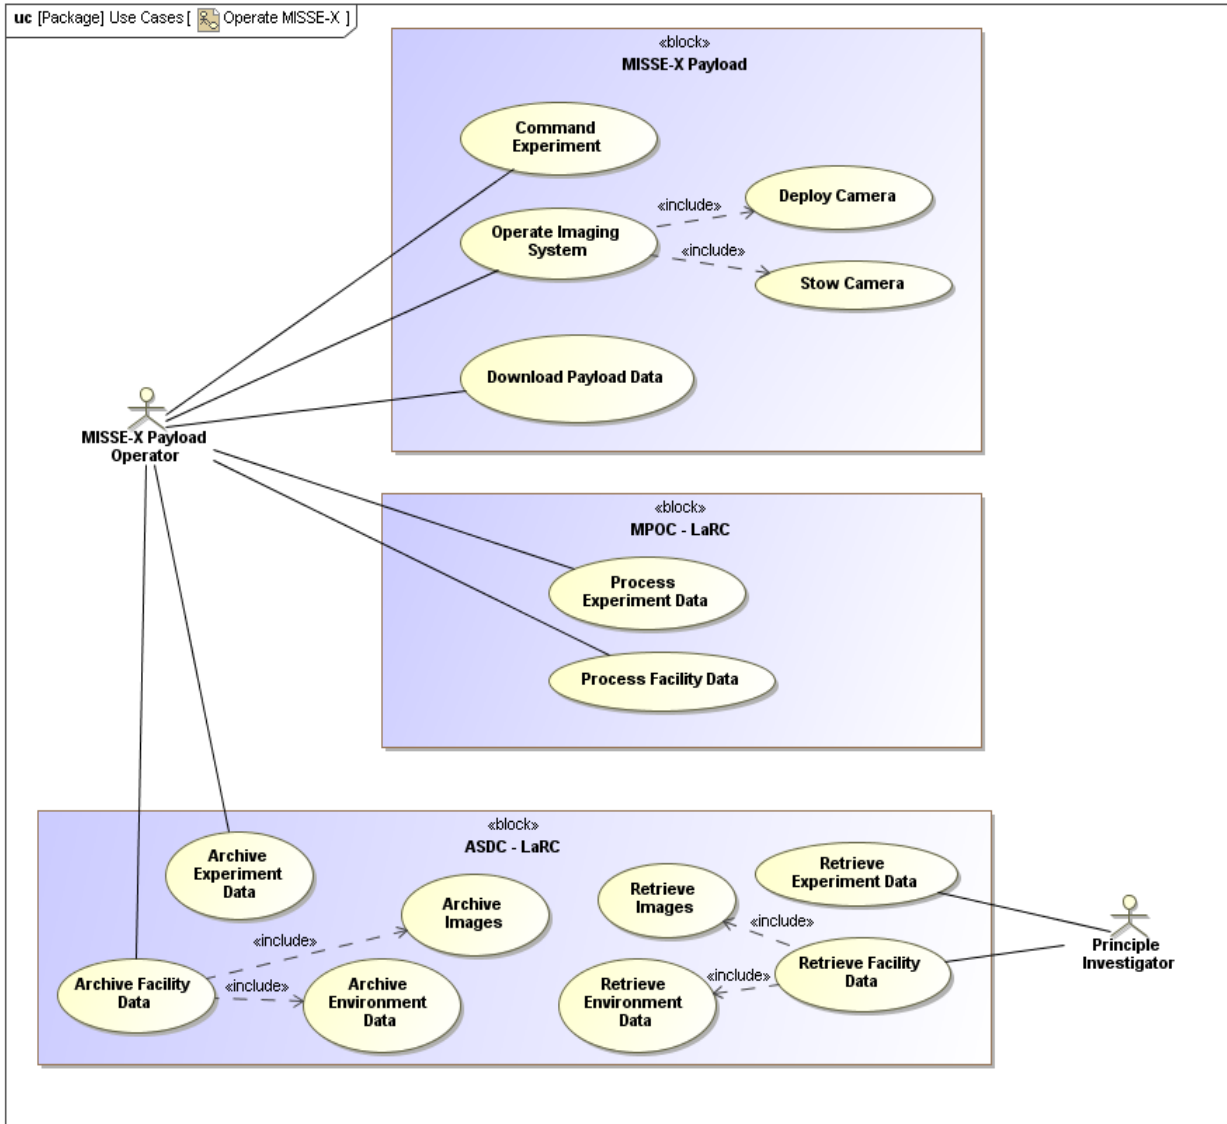 uc [Package] Use Cases [ Operate MISSE-X ]
«block»
MISSE-X Payload
Command
Experiment
Operate Imaging
System
«include»
Deploy Camera
«include»
Stow Camera
Download Payload Data
MISSE-X Payload
Operator
«block»
MPOC - LaRC
Process
Experiment Data
Process Facility Data
«block»
ASDC - LaRC
Archive
Experiment
Data
Archive
Images
«include»
Archive Facility
Data
«include»
Archive
Environment
Data
Retrieve
Images
Retrieve
Experiment Data
«include»
Retrieve Facility
Data
«include»
Retrieve
Environment
Data
Principle
Investigator